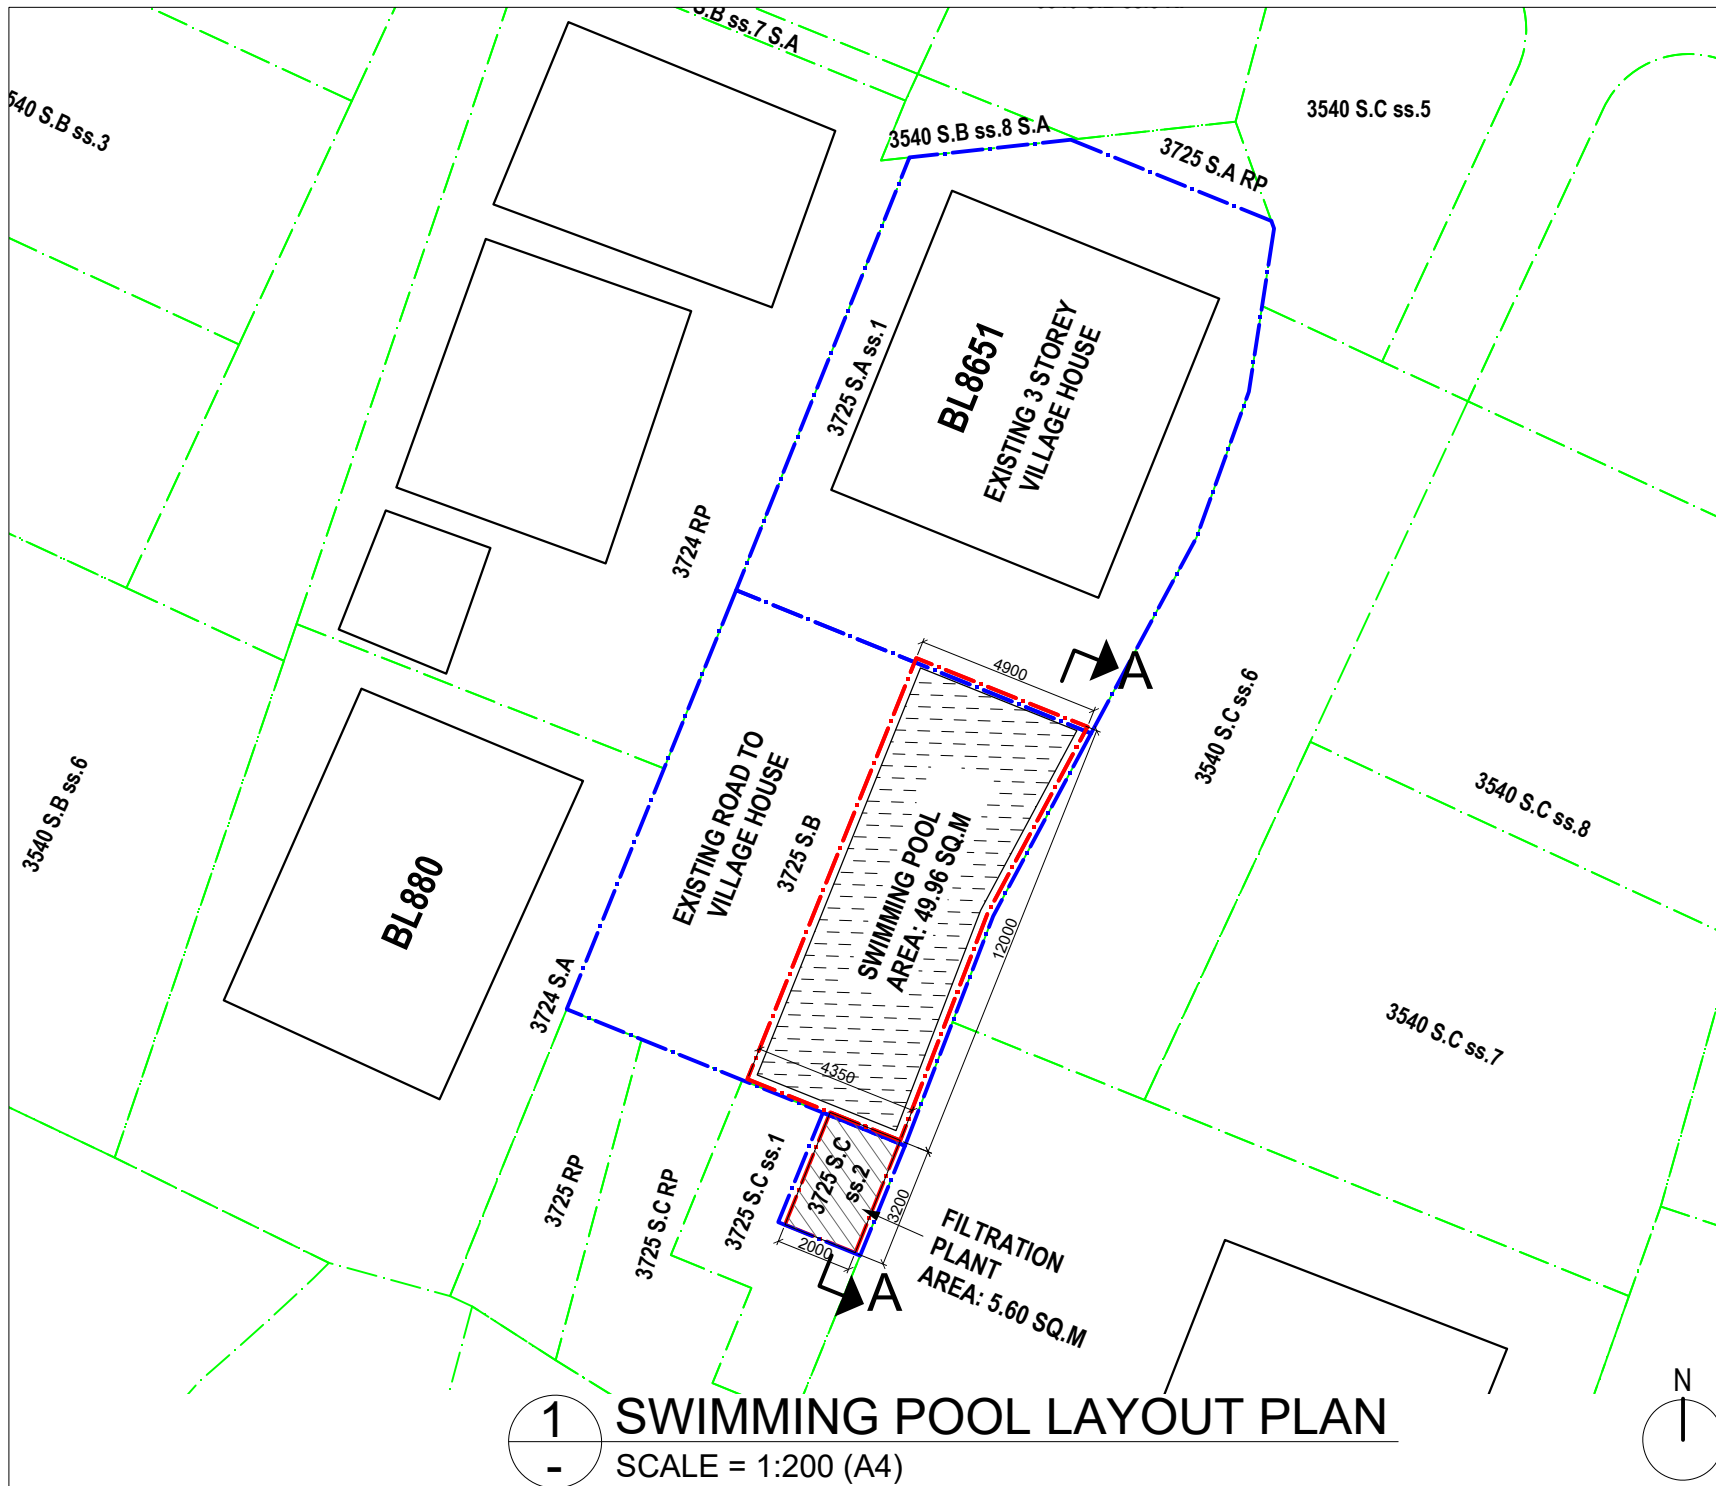 S.B ss.7 S.A
3540 S.B ss.8 S.A
3725 S.A RP
3540 S.C ss.5
540 S.B ss.3
3725 S.A ss.1
BL8651
EXISTING 3 STOREY
VILLAGE HOUSE
3724 RP
4900
A
3540 S.C ss.6
3540 S.B ss.6
BL880
EXISTING ROAD TO
VILLAGE HOUSE
3725 S.B
SWIMMING POOL
AREA: 49.96 SQ.M
12000
3540 S.C ss.8
3540 S.C ss.7
3724 S.A
4350
3725 RP
3725 S.C RP
3725 S.C ss.1
3725 S.C
ss.2
3200
2000
A
FILTRATION
PLANT
AREA: 5.60 SQ.M
N
1
-
SWIMMING POOL LAYOUT PLAN
SCALE = 1:200 (A4)